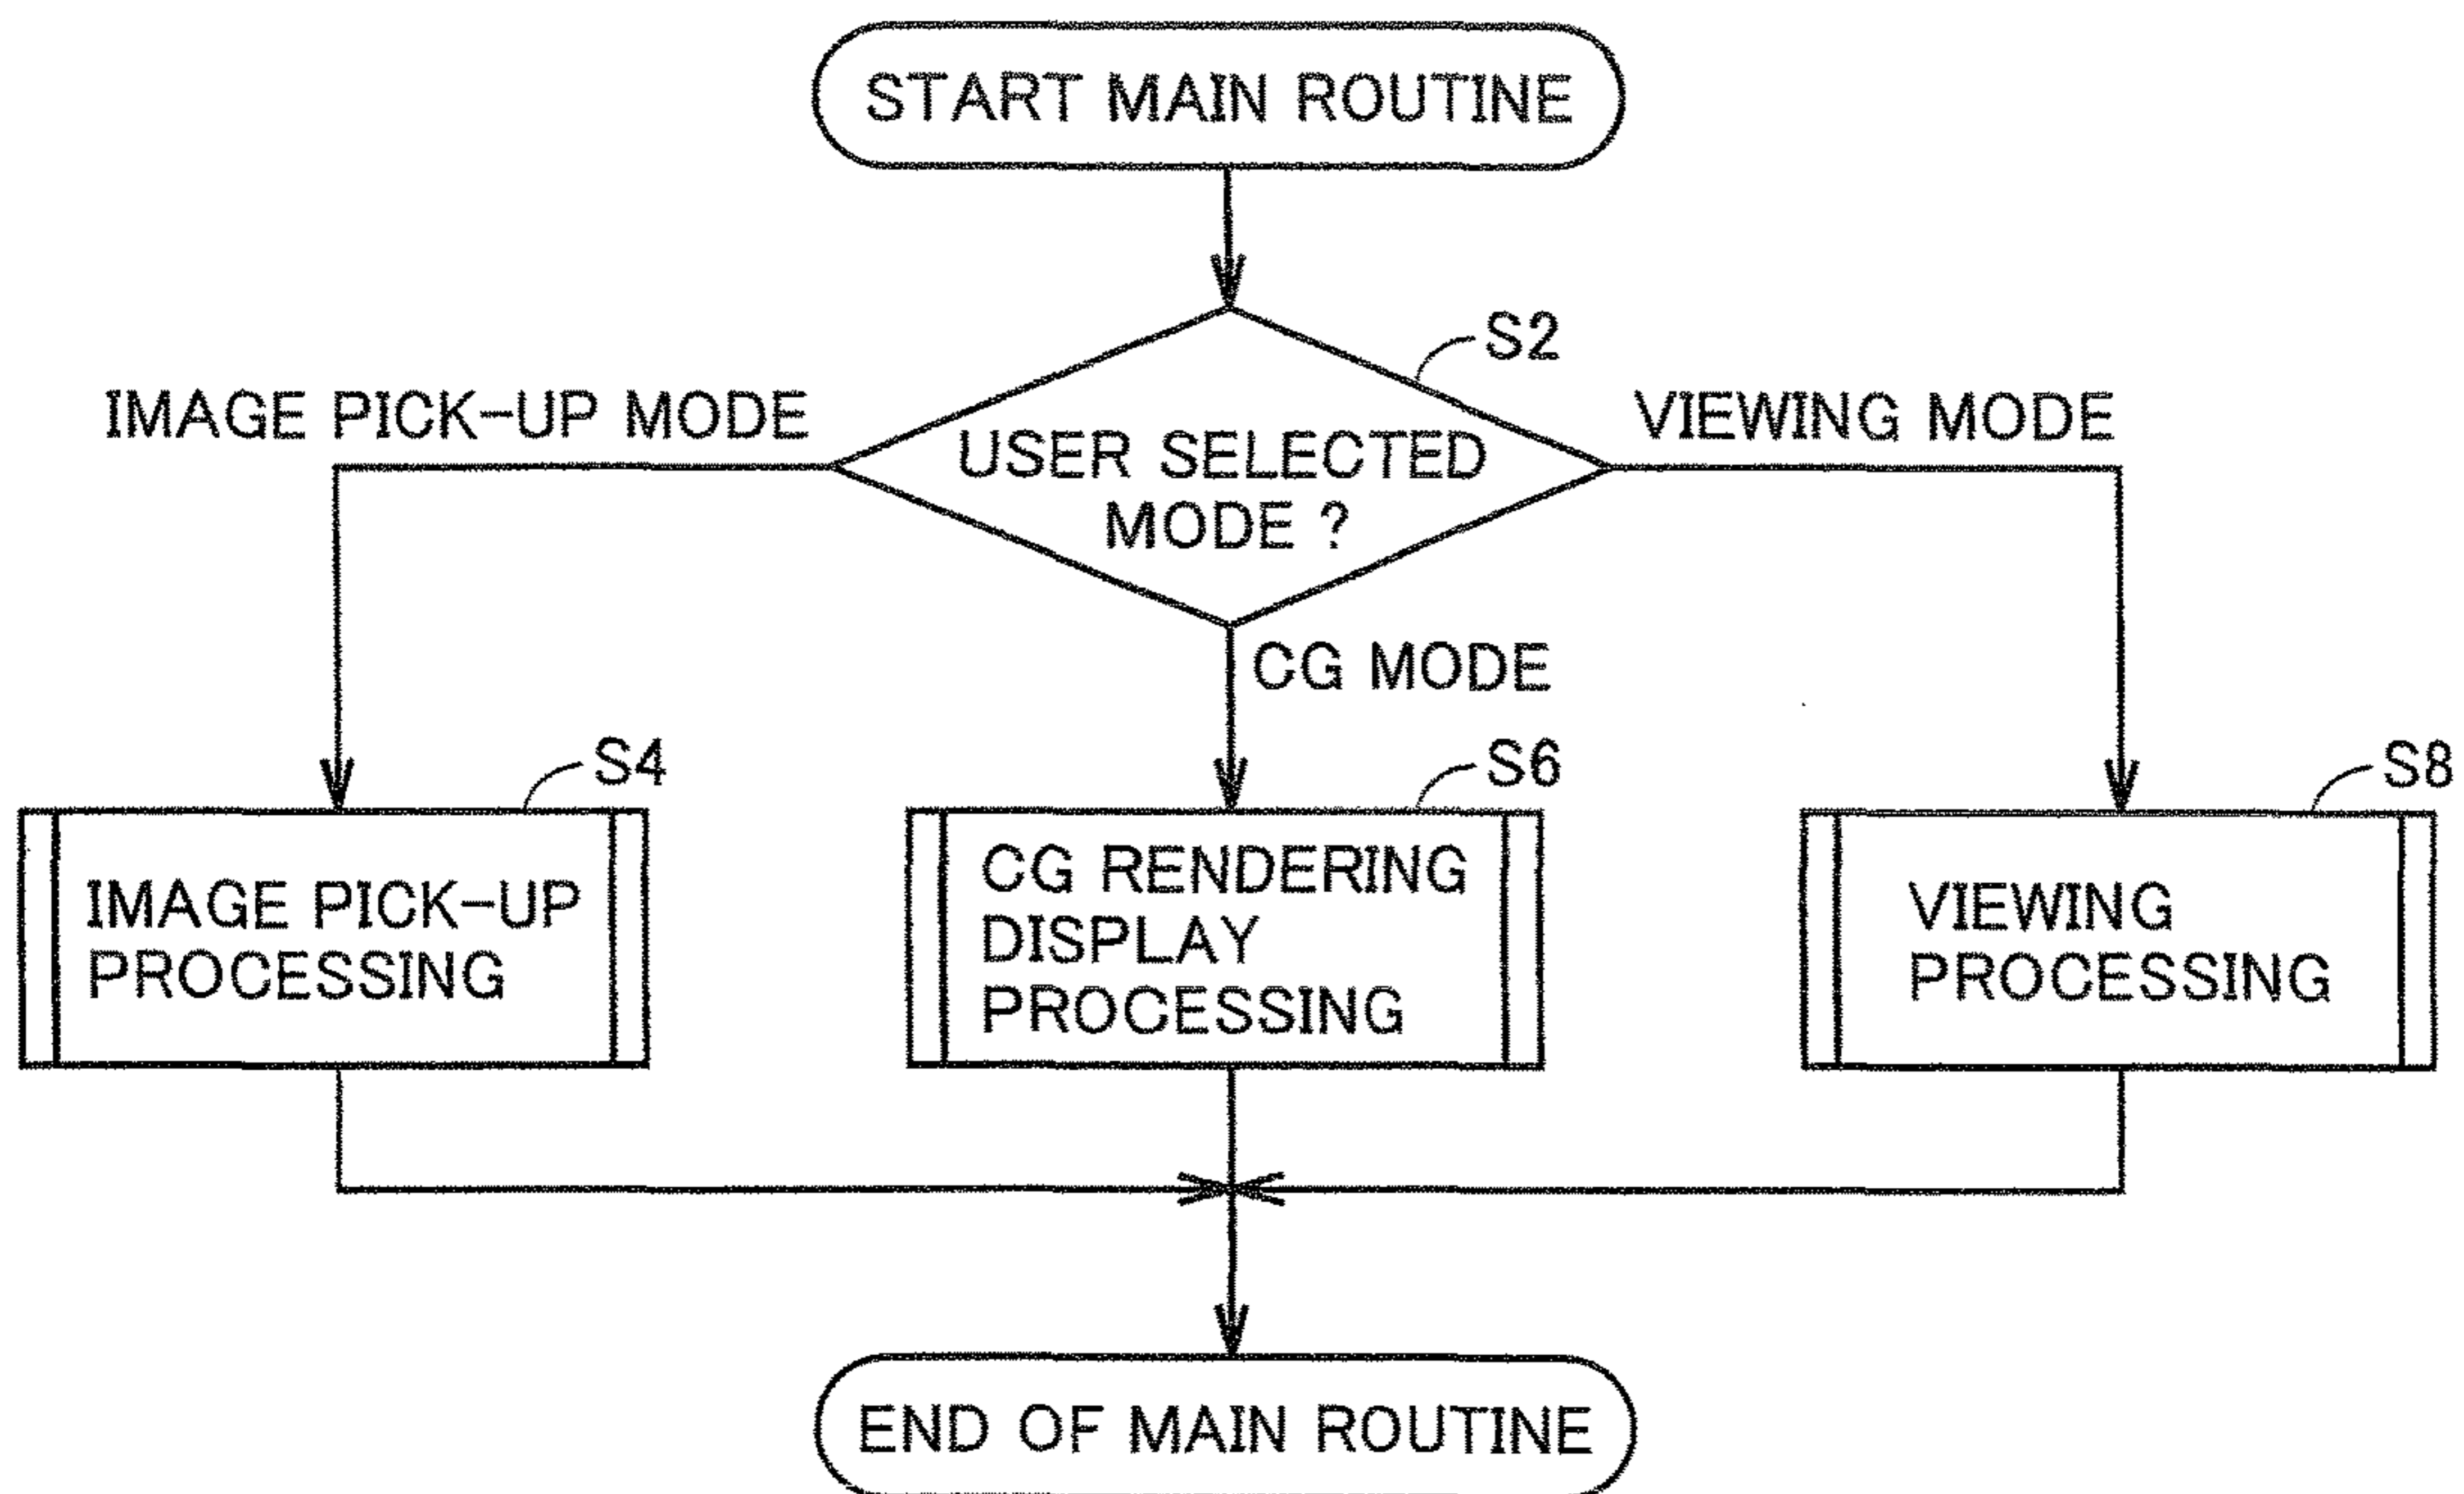 START MAIN ROUTINE
S2
IMAGE PICK-UP MODE
VIEWING MODE
USER SELECTED
MODE ?
CG MODE
S4
S6
S8
IMAGE PICK-UP
PROCESSING
CG RENDERING
DISPLAY
PROCESSING
VIEWING
PROCESSING
END OF MAIN ROUTINE